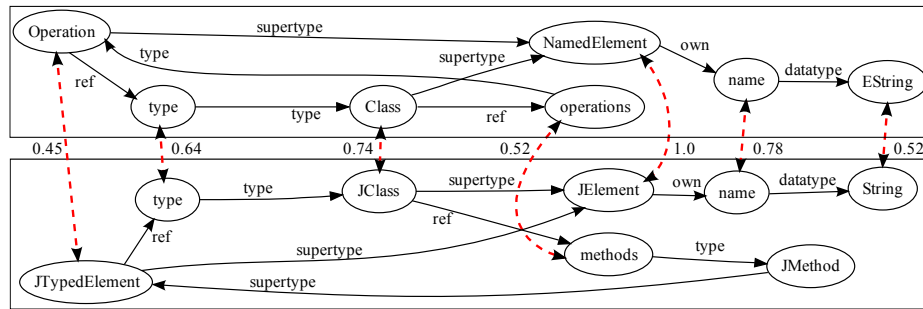 Operation supertype NamedElement own
type supertype name datatype EString
ref
type type Class ref operations
0.45 0.64 0.74 0.52 1.0 0.78 0.52
type type JClass supertype JElement own name datatype String
ref ref
supertype methods type JMethod
JTypedElement supertype